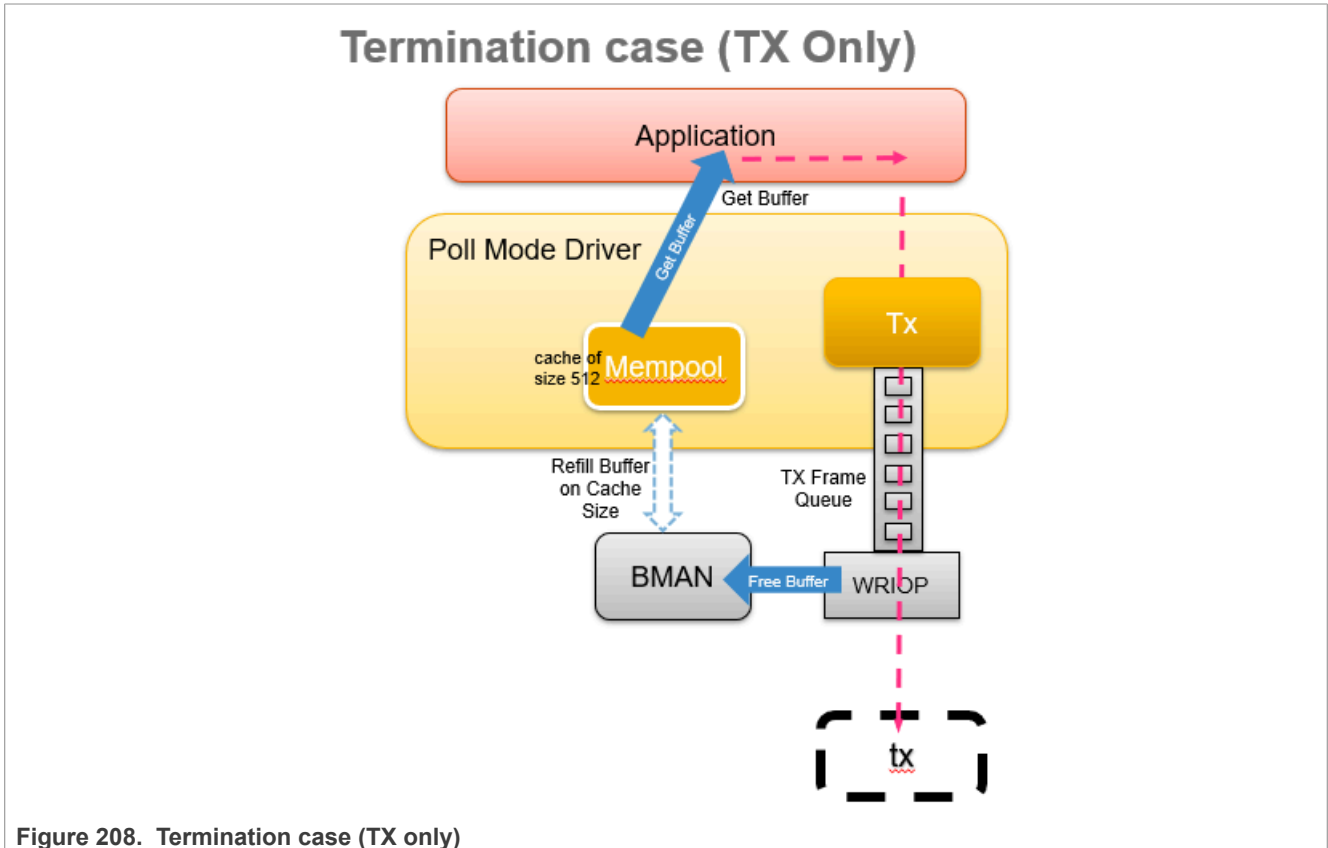 Termination case (TX Only)
Application
Get Buffer
Get Buffer
Poll Mode Driver
Tx
cache of
size 512
Mempool
Refill Buffer
on Cache
Size
TX Frame
Queue
BMAN
Free Buffer
WRIOP
tx
Figure 208. Termination case (TX only)